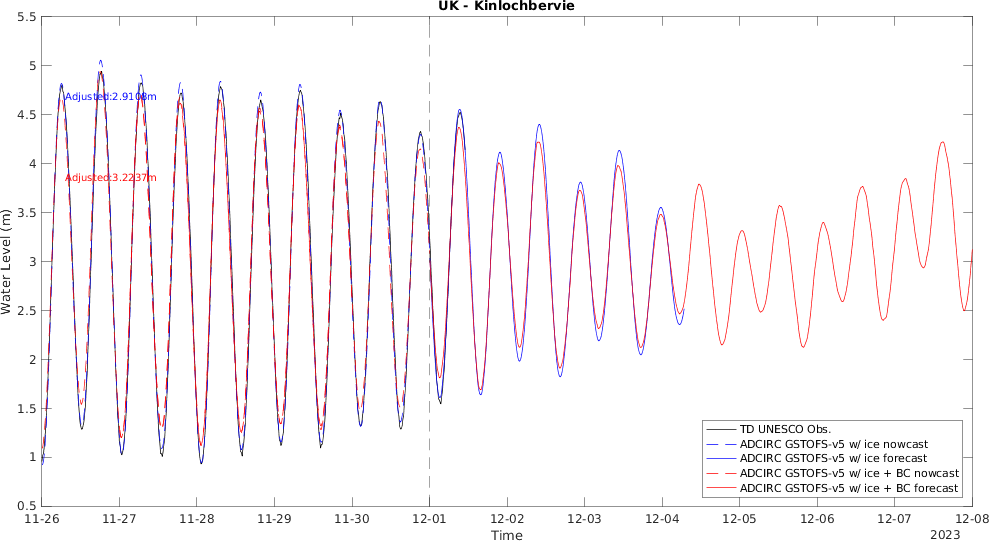 UK - Kinlochbervie
5.5
5
4.5
4
3.5
3
2.5
2
1.5
1
0.5
Water Level (m)
Adjusted:2.9108m
Adjusted:3.2237m
TD UNESCO Obs.
ADCIRC GSTOFS-v5 w/ ice nowcast
ADCIRC GSTOFS-v5 w/ ice forecast
ADCIRC GSTOFS-v5 w/ ice + BC nowcast
ADCIRC GSTOFS-v5 w/ ice + BC forecast
11-26 11-27 11-28 11-29 11-30 12-01 12-02 12-03 12-04 12-05 12-06 12-07 12-08
Time
2023